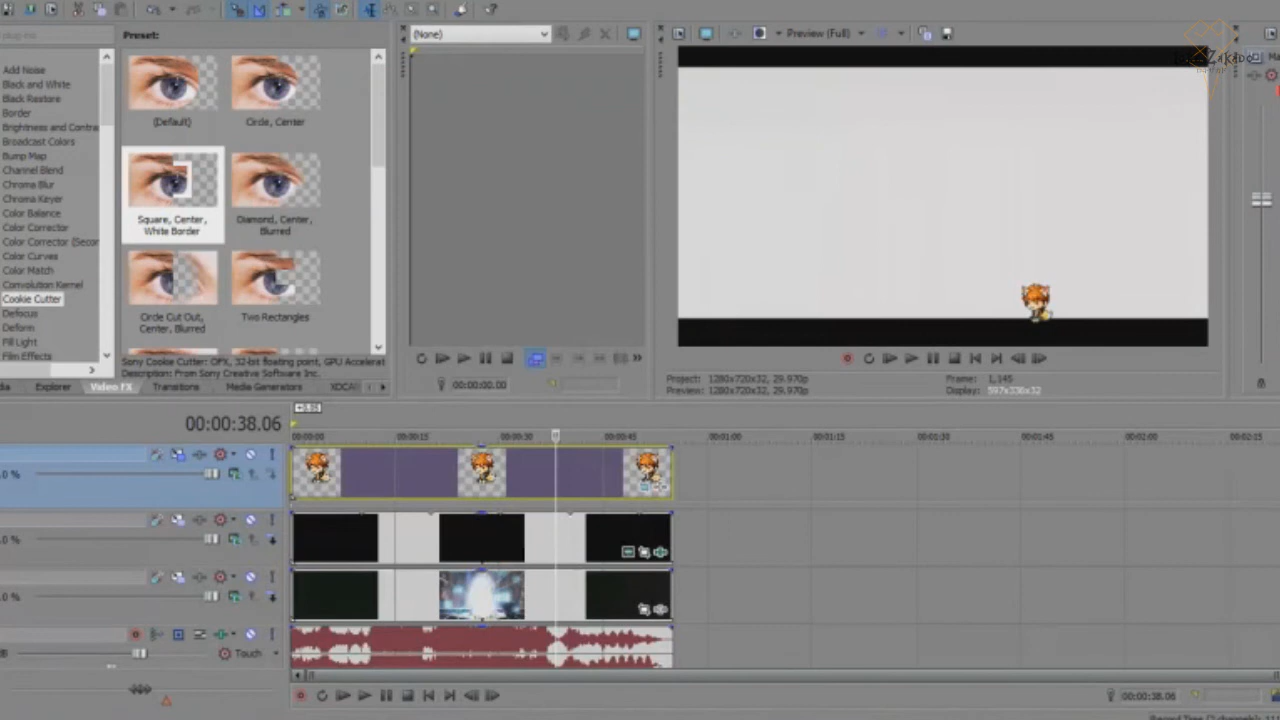 Preset:
(None)
Preview (Full)
Add Noise
Black and White
Black Restore
Border
Brightness and Contra
Broadcast Colors
Bump Map
Channel Blend
Chroma Blur
Chroma Keyer
Color Balance
Color Corrector
Color Corrector (Secor
Color Curves
Color Match
Convolution Kernel
Cookie Cutter
Defocus
Deform
Fill Light
Film Effects
(Default)
Circle, Center
Square, Center,
White Border
Diamond, Center,
Blurred
Circle Cut Out,
Center, Blurred
Two Rectangles
Sony Cookie Cutter: OFX, 32-bit floating point, GPU Accelerat
Description: From Sony Creative Software Inc.
Explorer
Video FX
Transitions
Media Generators
00:00:00.00
Project: 1280x720x32, 29.970p
Preview: 1280x720x32, 29.970p
Frame: 1,145
Display: 597x336x32
00:00:38.06
00:00:00
00:00:15
00:00:30
00:00:45
00:01:00
00:01:15
00:01:30
00:01:45
00:02:00
00:02:15
Touch
00:00:38.06